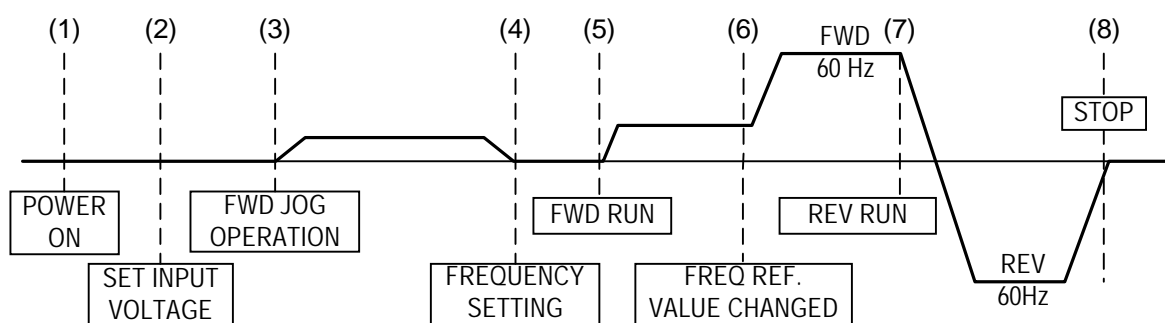 (1) (2) (3) (4) (5) (6) FWD (7) (8)
60 Hz
STOP
POWER
ON
FWD JOG
OPERATION
FWD RUN
REV RUN
SET INPUT
VOLTAGE
FREQUENCY
SETTING
FREQ REF.
VALUE CHANGED
REV
60Hz